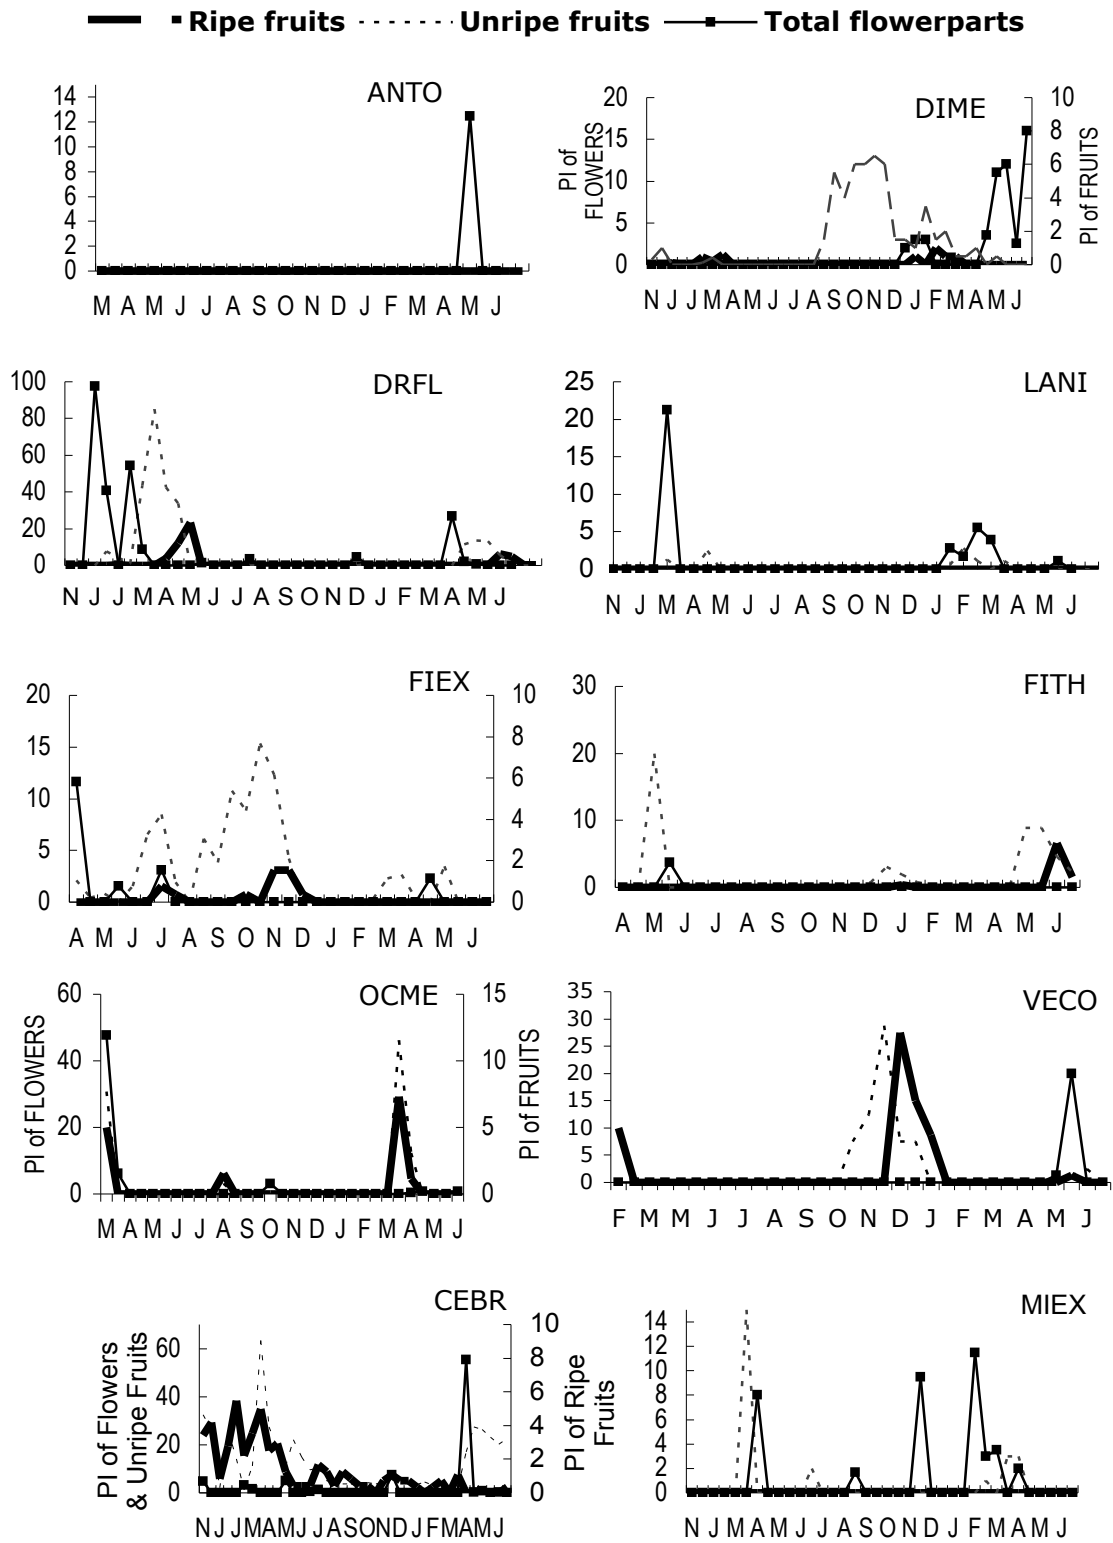 Ripe fruits Unripe fruits Total flowerparts
ANTO
14
12
10
8
6
4
2
0
M A M J J A S O N D J F M A M J
DIME
PI of
FLOWERS
20
15
10
5
0
10
8
6
4
2
0
PI of FRUITS
N J J M A M J J A S O N D J F M A M J
DRFL
100
80
60
40
20
0
N J J M A M J J A S O N D J F M A M J
LANI
25
20
15
10
5
0
N J M A M J J A S O N D J F M A M J
FIEX
20
15
10
5
0
10
8
6
4
2
0
A M J J A S O N D J F M A M J
FITH
30
20
10
0
A M J J A S O N D J F M A M J
OCME
PI of FLOWERS
60
40
20
0
15
10
5
0
PI of FRUITS
M A M J J A S O N D J F M A M J
VECO
35
30
25
20
15
10
5
0
F M M J J A S O N D J F M A M J
CEBR
PI of Flowers
& Unripe Fruits
60
40
20
0
10
8
6
4
2
0
PI of Ripe
Fruits
N J J M A M J J A S O N D J F M A M J
MIEX
14
12
10
8
6
4
2
0
N J J M A M J J A S O N D J F M A M J